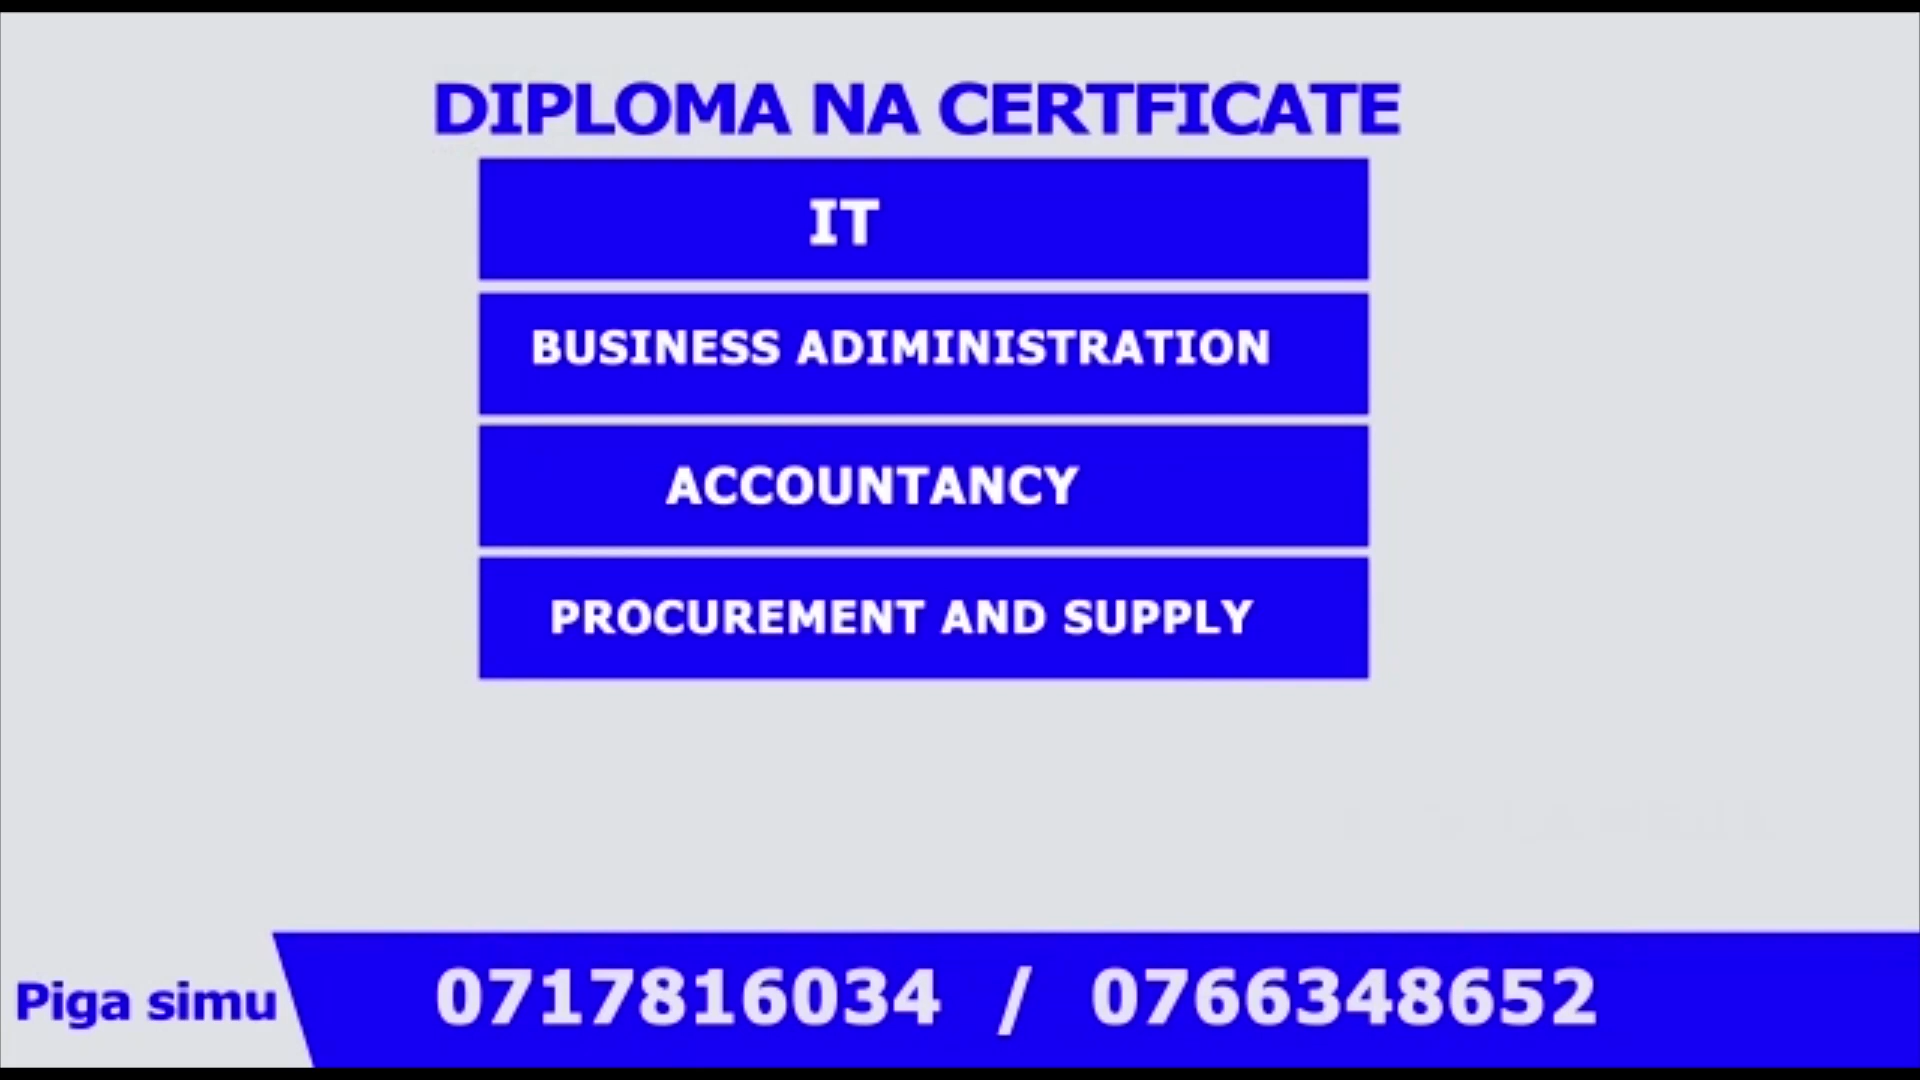 DIPLOMA NA CERTFICATE
IT
BUSINESS ADIMINISTRATION
ACCOUNTANCY
PROCUREMENT AND SUPPLY
Piga simu 0717816034 / 0766348652